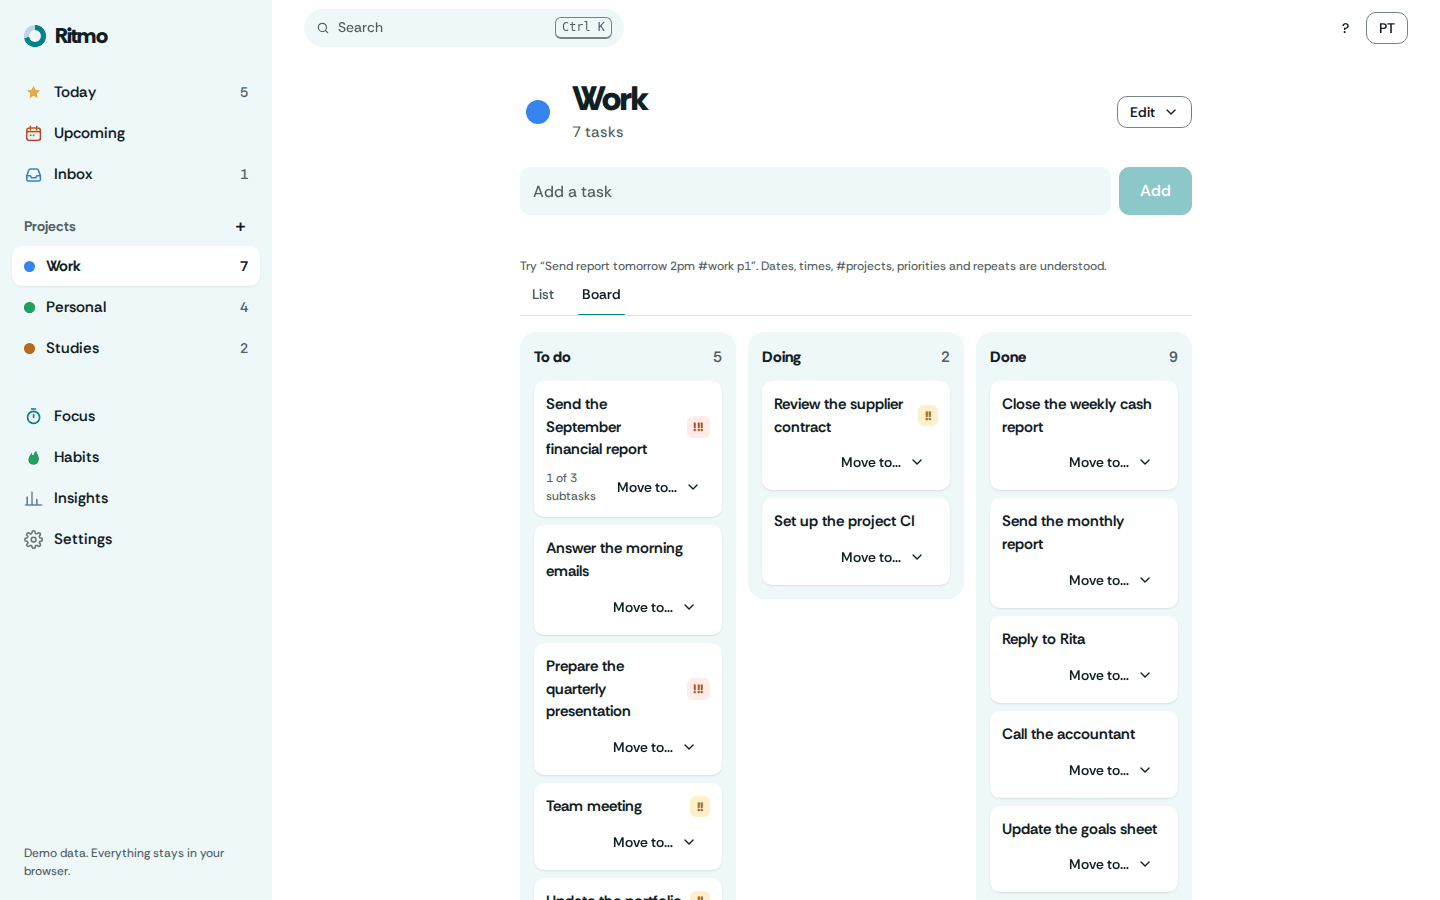 Ritmo
Today 5
Upcoming
Inbox 1
Projects +
Work 7
Personal 4
Studies 2
Focus
Habits
Insights
Settings
Demo data. Everything stays in your
browser.
Search Ctrl K
? PT
Work
7 tasks
Edit
Add a task
Add
Try “Send report tomorrow 2pm #work p1”. Dates, times, #projects, priorities and repeats are understood.
List Board
To do 5
Send the
September
financial report
!!!
1 of 3
subtasks
Move to...
Answer the morning
emails
Move to...
Prepare the
quarterly
presentation
!!!
Move to...
Team meeting !!
Move to...
Update the portfolio !!
Doing 2
Review the supplier
contract
!!
Move to...
Set up the project CI
Move to...
Done 9
Close the weekly cash
report
Move to...
Send the monthly
report
Move to...
Reply to Rita
Move to...
Call the accountant
Move to...
Update the goals sheet
Move to...